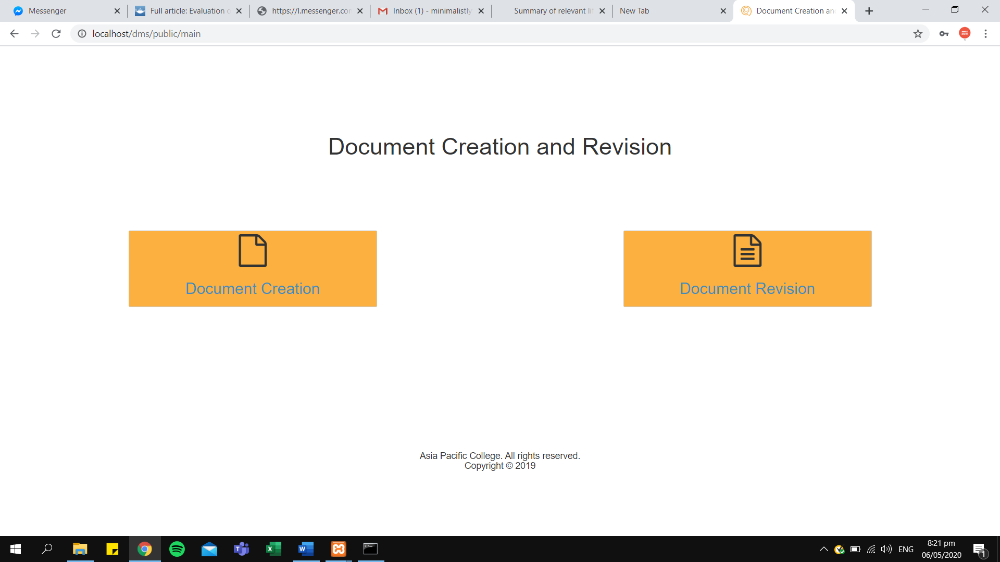 Messenger
Full article: Evaluation
https://l.messenger.co
Inbox (1) - minimalistly
Summary of relevant
New Tab
Document Creation an
localhost/dms/public/main
Document Creation and Revision
Document Creation
Document Revision
Asia Pacific College. All rights reserved.
Copyright © 2019
ENG
8:21 pm
06/05/2020
1